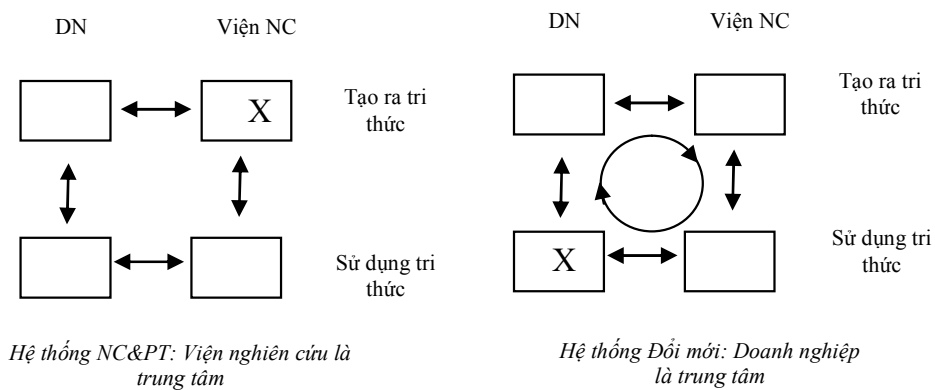 DN Viện NC
X
Tạo ra tri
thức
Sử dụng tri
thức
Hệ thống NC&PT: Viện nghiên cứu là
trung tâm
DN Viện NC
Tạo ra tri
thức
X
Sử dụng tri
thức
Hệ thống Đổi mới: Doanh nghiệp
là trung tâm